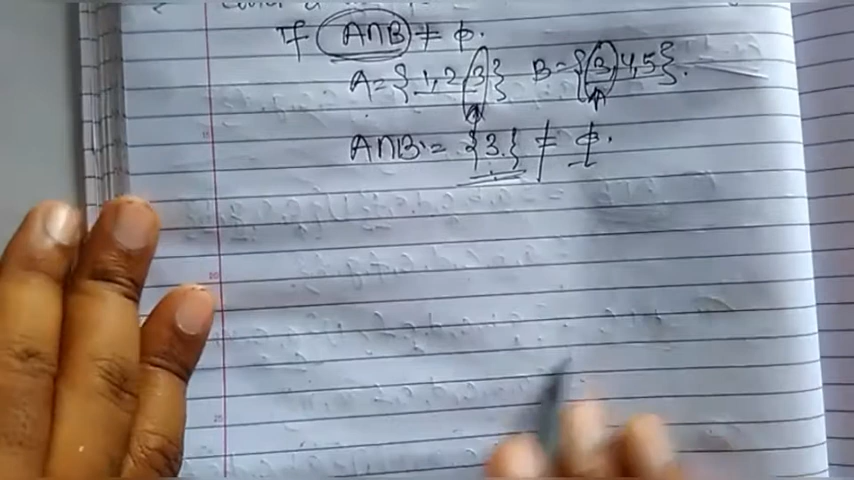 If A∩B ≠ ϕ.
A = {1,2,3} B = {3,4,5}.
A∩B = {3.} ≠ ϕ.